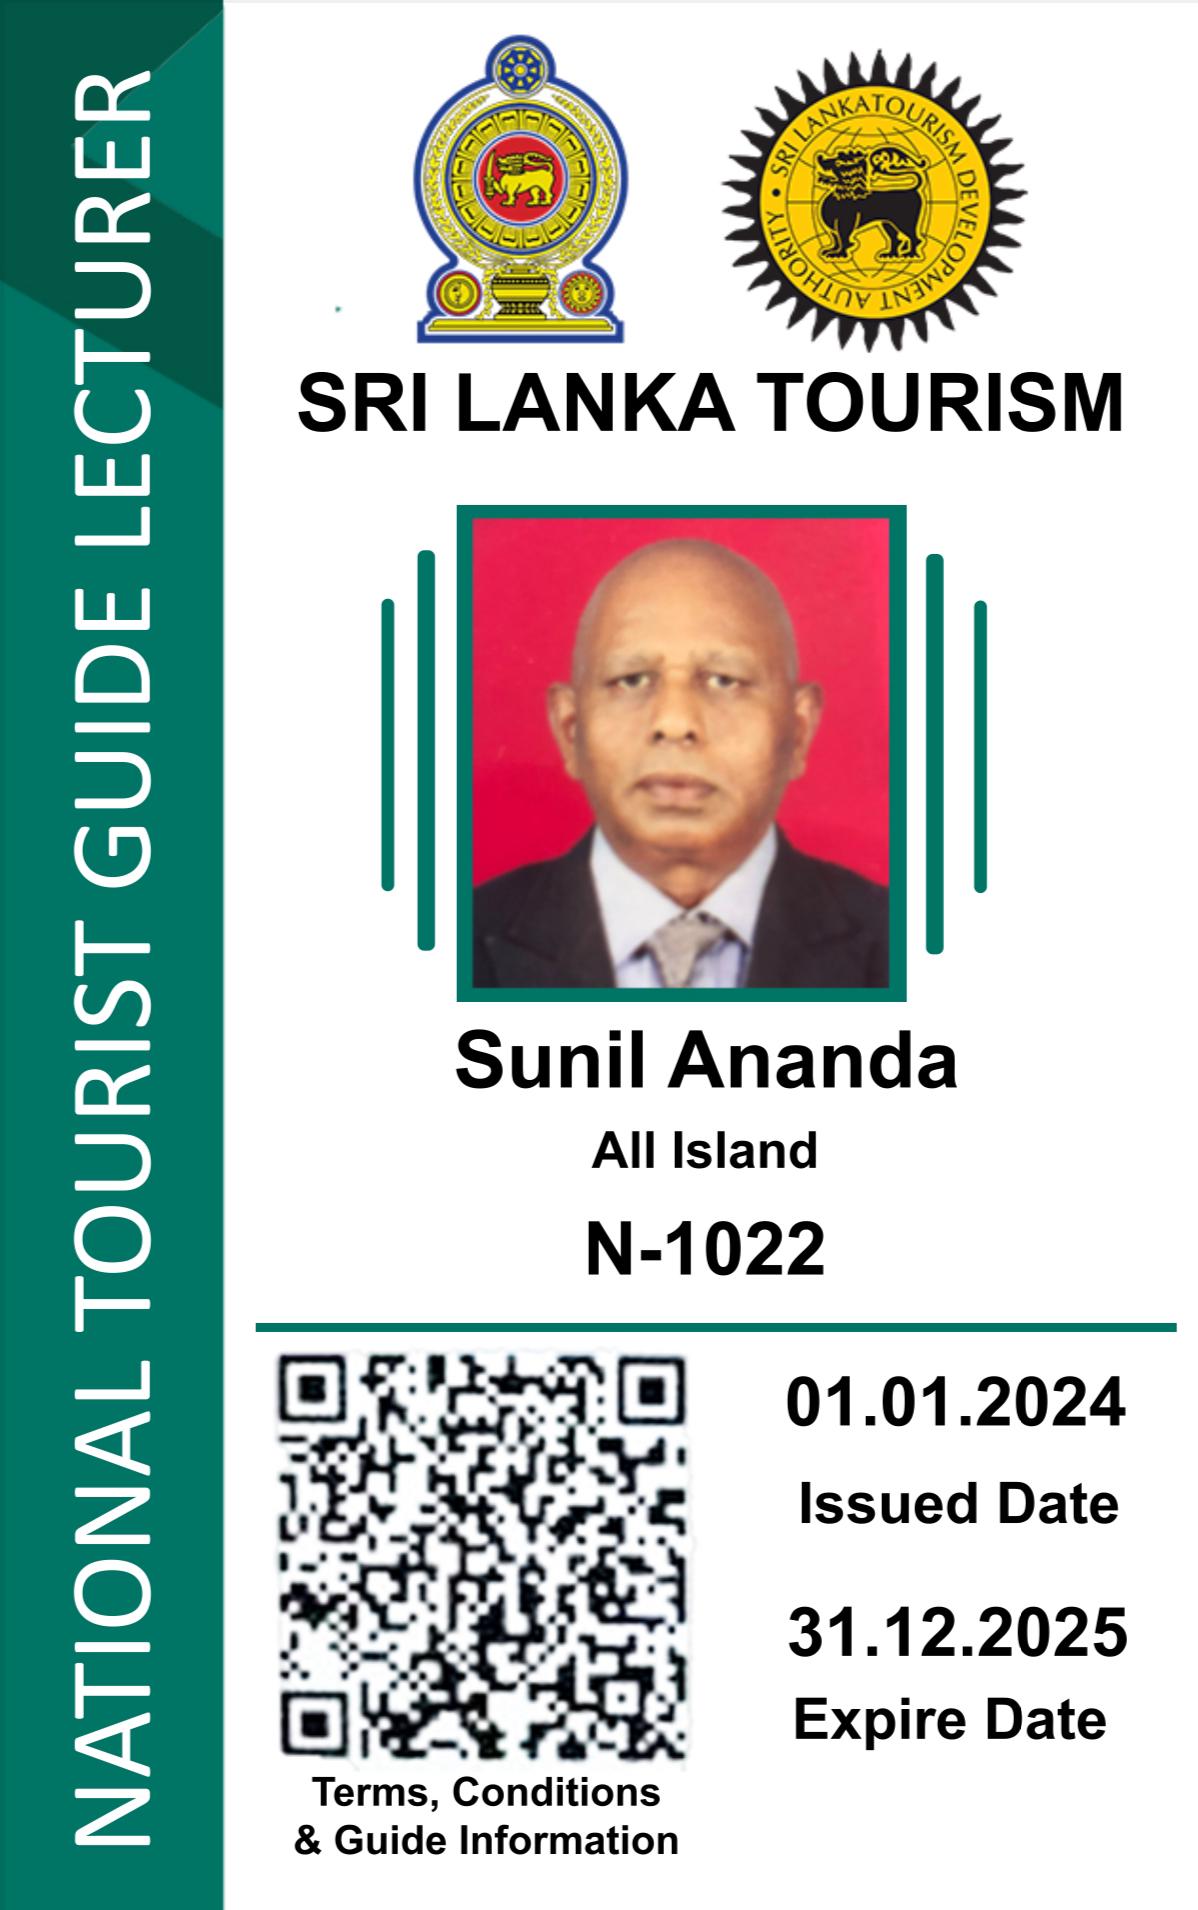 NATIONAL TOURIST GUIDE LECTURER
SRI LANKA TOURISM DEVELOPMENT AUTHORITY
SRI LANKA TOURISM
Sunil Ananda
All Island
N-1022
01.01.2024
Issued Date
31.12.2025
Expire Date
Terms, Conditions
& Guide Information